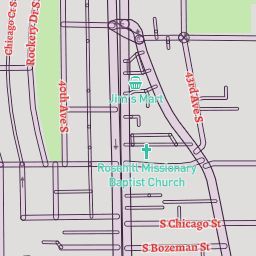 Chicago Ct S
Rockery Dr S
40th Ave S
Jim's Mart
43rd Ave S
Rosehill Missionary
Baptist Church
S Chicago St
S Bozeman St